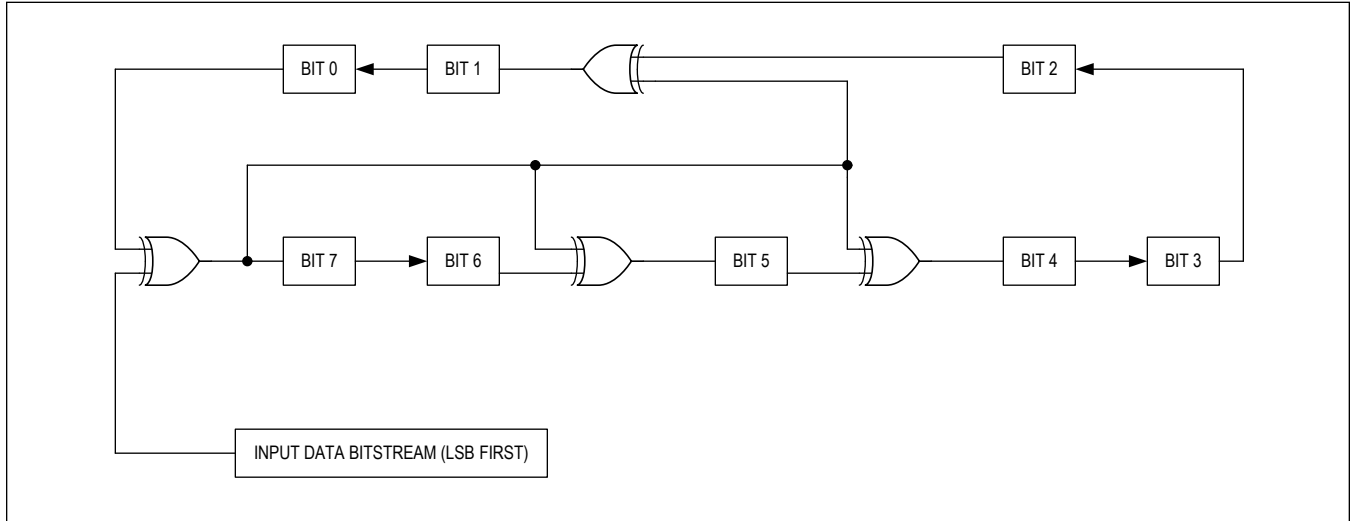 BIT 0
BIT 1
BIT 2
BIT 7
BIT 6
BIT 5
BIT 4
BIT 3
INPUT DATA BITSTREAM (LSB FIRST)